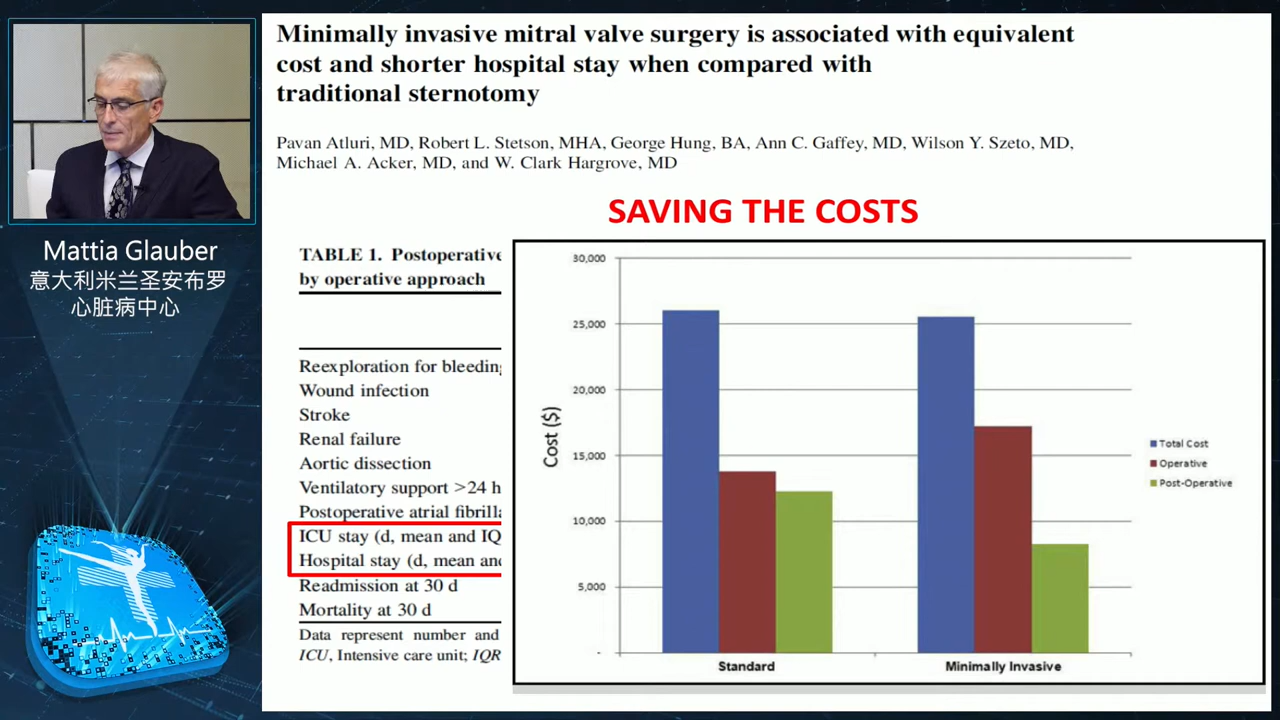 Minimally invasive mitral valve surgery is associated with equivalent
cost and shorter hospital stay when compared with
traditional sternotomy
Pavan Atluri, MD, Robert L. Stetson, MHA, George Hung, BA, Ann C. Gaffey, MD, Wilson Y. Szeto, MD,
Michael A. Acker, MD, and W. Clark Hargrove, MD
SAVING THE COSTS
Mattia Glauber
意大利米兰圣安布罗
心脏病中心
TABLE 1. Postoperative
by operative approach
Reexploration for bleeding
Wound infection
Stroke
Renal failure
Aortic dissection
Ventilatory support >24 h
Postoperative atrial fibrilla
ICU stay (d, mean and IQ
Hospital stay (d, mean and
Readmission at 30 d
Mortality at 30 d
Data represent number and
ICU, Intensive care unit; IQR
Cost ($)
30,000
25,000
20,000
15,000
10,000
5,000
-
Standard
Minimally Invasive
Total Cost
Operative
Post-Operative